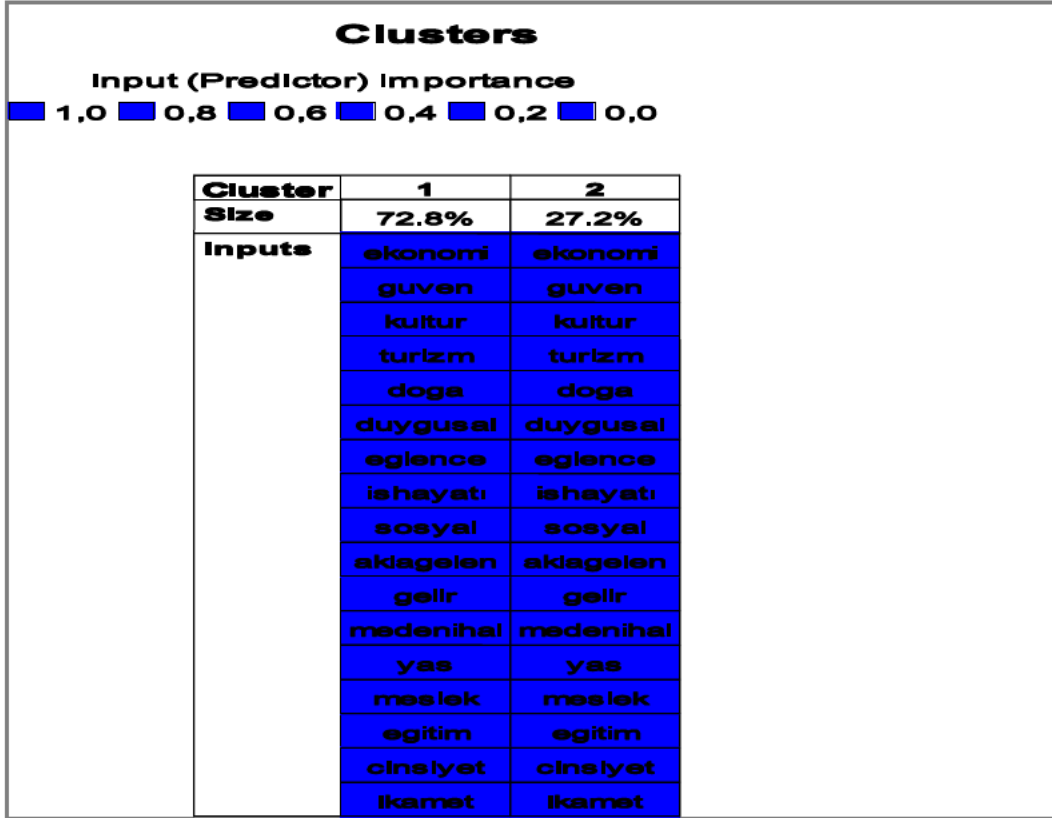 Clusters
Input (Predictor) Importance
1,0 0,8 0,6 0,4 0,2 0,0
Cluster 1 2
Size 72.8% 27.2%
Inputs ekonomi ekonomi
guven guven
kultur kultur
turizm turizm
doga doga
duygusal duygusal
eglence eglence
ishayatı ishayatı
sosyal sosyal
aklagelen aklagelen
gelir gelir
medenihal medenihal
yas yas
meslek meslek
egitim egitim
cinsiyet cinsiyet
ikamet ikamet